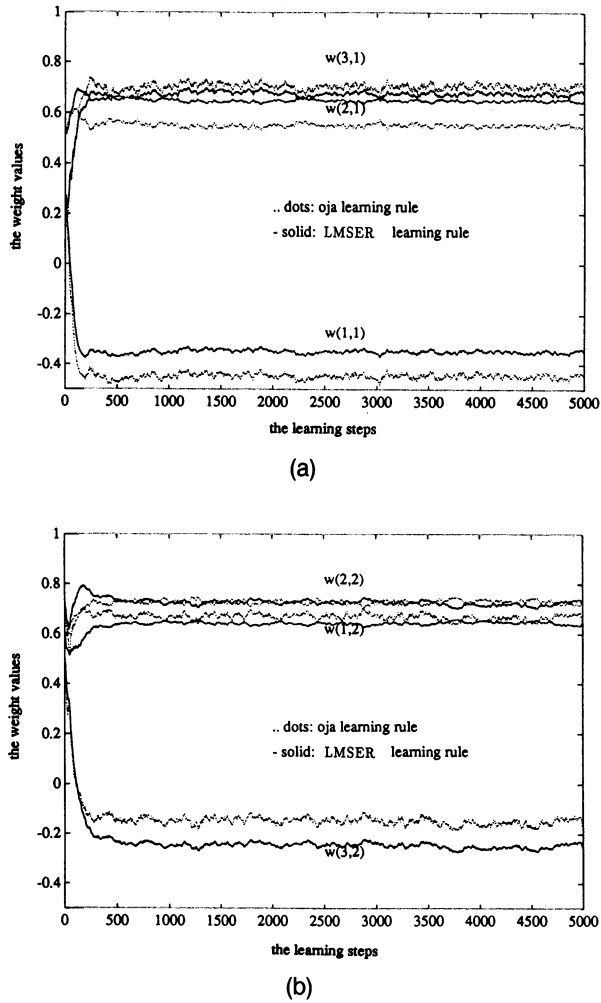 1
0.8
w(3,1)
0.6
w(2,1)
0.4
the weight values
.. dots: oja learning rule
0.2
- solid: LMSER learning rule
0
-0.2
w(1,1)
-0.4
0 500 1000 1500 2000 2500 3000 3500 4000 4500 5000
the learning steps
(a)
1
0.8
w(2,2)
0.6
w(1,2)
0.4
the weight values
.. dots: oja learning rule
0.2
- solid: LMSER learning rule
0
-0.2
w(3,2)
-0.4
0 500 1000 1500 2000 2500 3000 3500 4000 4500 5000
the learning steps
(b)